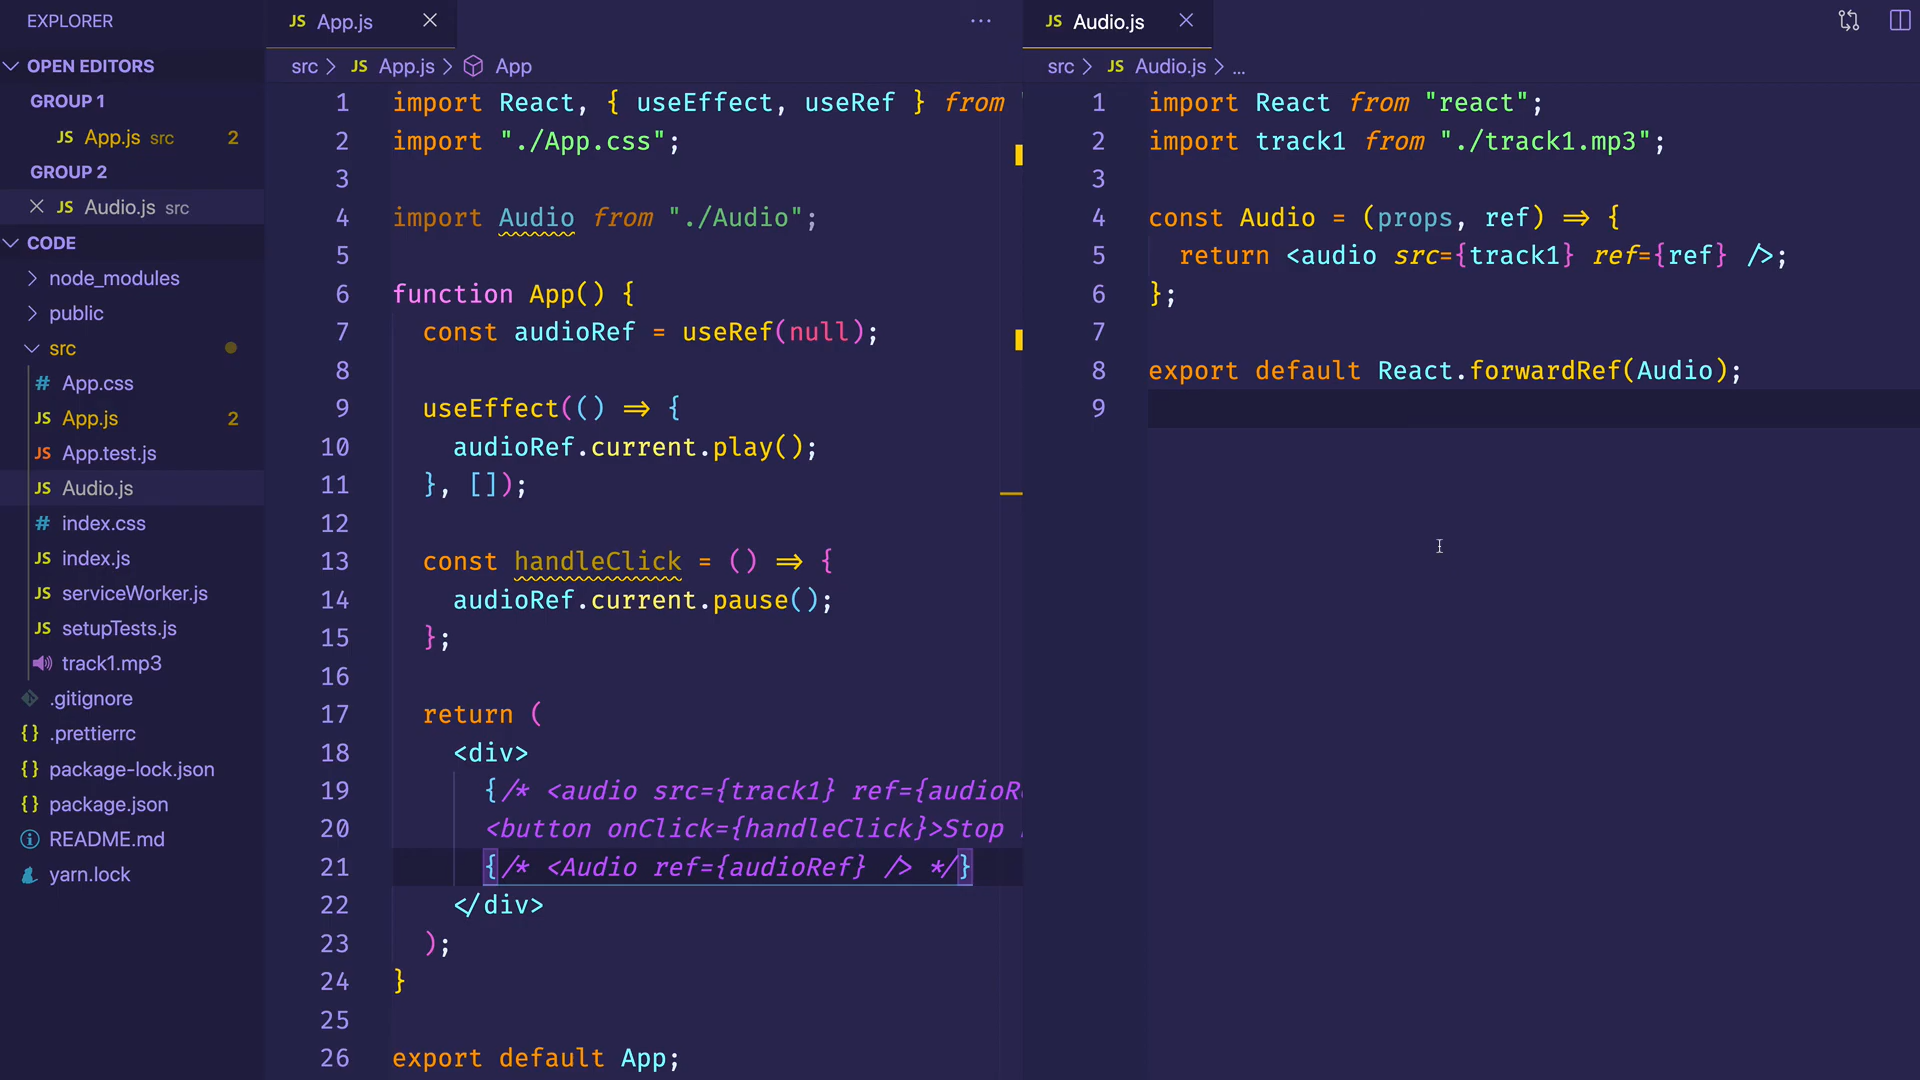 EXPLORER
OPEN EDITORS
GROUP 1
JS App.js src 2
GROUP 2
JS Audio.js src
CODE
node_modules
public
src
# App.css
JS App.js 2
JS App.test.js
JS Audio.js
# index.css
JS index.js
JS serviceWorker.js
JS setupTests.js
track1.mp3
.gitignore
{} .prettierrc
{} package-lock.json
{} package.json
README.md
yarn.lock
JS App.js
src > JS App.js > App
1 import React, { useEffect, useRef } from
2 import "./App.css";
3
4 import Audio from "./Audio";
5
6 function App() {
7 const audioRef = useRef(null);
8
9 useEffect(() => {
10 audioRef.current.play();
11 }, []);
12
13 const handleClick = () => {
14 audioRef.current.pause();
15 };
16
17 return (
18 <div>
19 {/* <audio src={track1} ref={audioR
20 <button onClick={handleClick}>Stop
21 {/* <Audio ref={audioRef} /> */}
22 </div>
23 );
24 }
25
26 export default App;
JS Audio.js
src > JS Audio.js > ...
1 import React from "react";
2 import track1 from "./track1.mp3";
3
4 const Audio = (props, ref) => {
5 return <audio src={track1} ref={ref} />;
6 };
7
8 export default React.forwardRef(Audio);
9